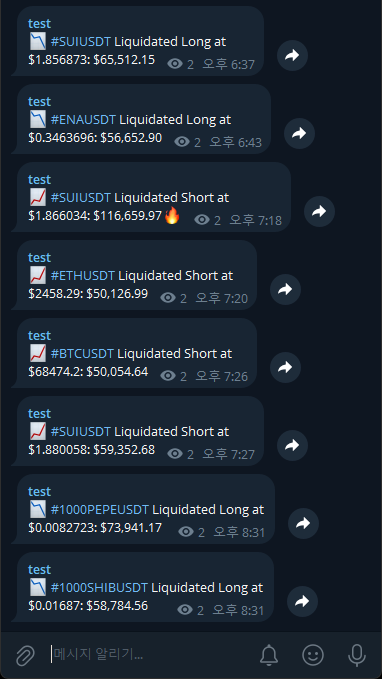 test
📉 #SUIUSDT Liquidated Long at
$1.856873: $65,512.15 2 오후 6:37
test
📉 #ENAUSDT Liquidated Long at
$0.3463696: $56,652.90 2 오후 6:43
test
📈 #SUIUSDT Liquidated Short at
$1.866034: $116,659.97🔥 2 오후 7:18
test
📈 #ETHUSDT Liquidated Short at
$2458.29: $50,126.99 2 오후 7:20
test
📈 #BTCUSDT Liquidated Short at
$68474.2: $50,054.64 2 오후 7:26
test
📈 #SUIUSDT Liquidated Short at
$1.880058: $59,352.68 2 오후 7:27
test
📉 #1000PEPEUSDT Liquidated Long at
$0.0082723: $73,941.17 2 오후 8:31
test
📉 #1000SHIBUSDT Liquidated Long at
$0.01687: $58,784.56 2 오후 8:31
메시지 알리기...